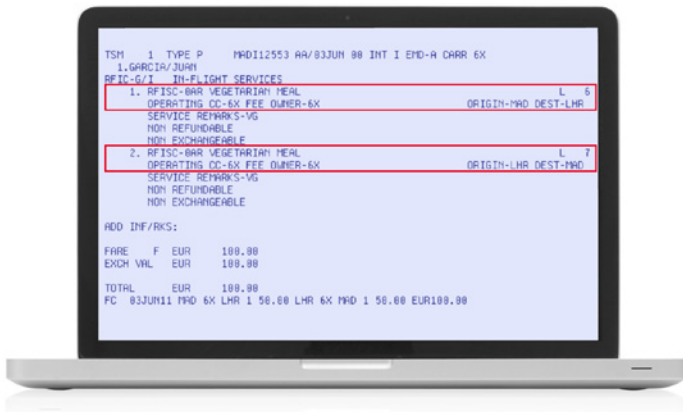 TSM 1 TYPE P MADI12553 AA/03JUN 00 INT I EMD-A CARR 6X
1.GARCIA/JUAN
RFIC-G/I IN-FLIGHT SERVICES
1. RFISC-0AR VEGETARIAN MEAL L 6
OPERATING CC-6X FEE OWNER-6X ORIGIN-MAD DEST-LHR
SERVICE REMARKS-VG
NON REFUNDABLE
NON EXCHANGEABLE
2. RFISC-0AR VEGETARIAN MEAL L 7
OPERATING CC-6X FEE OWNER-6X ORIGIN-LHR DEST-MAD
SERVICE REMARKS-VG
NON REFUNDABLE
NON EXCHANGEABLE
ADD INF/RKS:
FARE F EUR 100.00
EXCH VAL EUR 100.00
TOTAL EUR 100.00
FC 03JUN11 MAD 6X LHR 1 50.00 LHR 6X MAD 1 50.00 EUR100.00